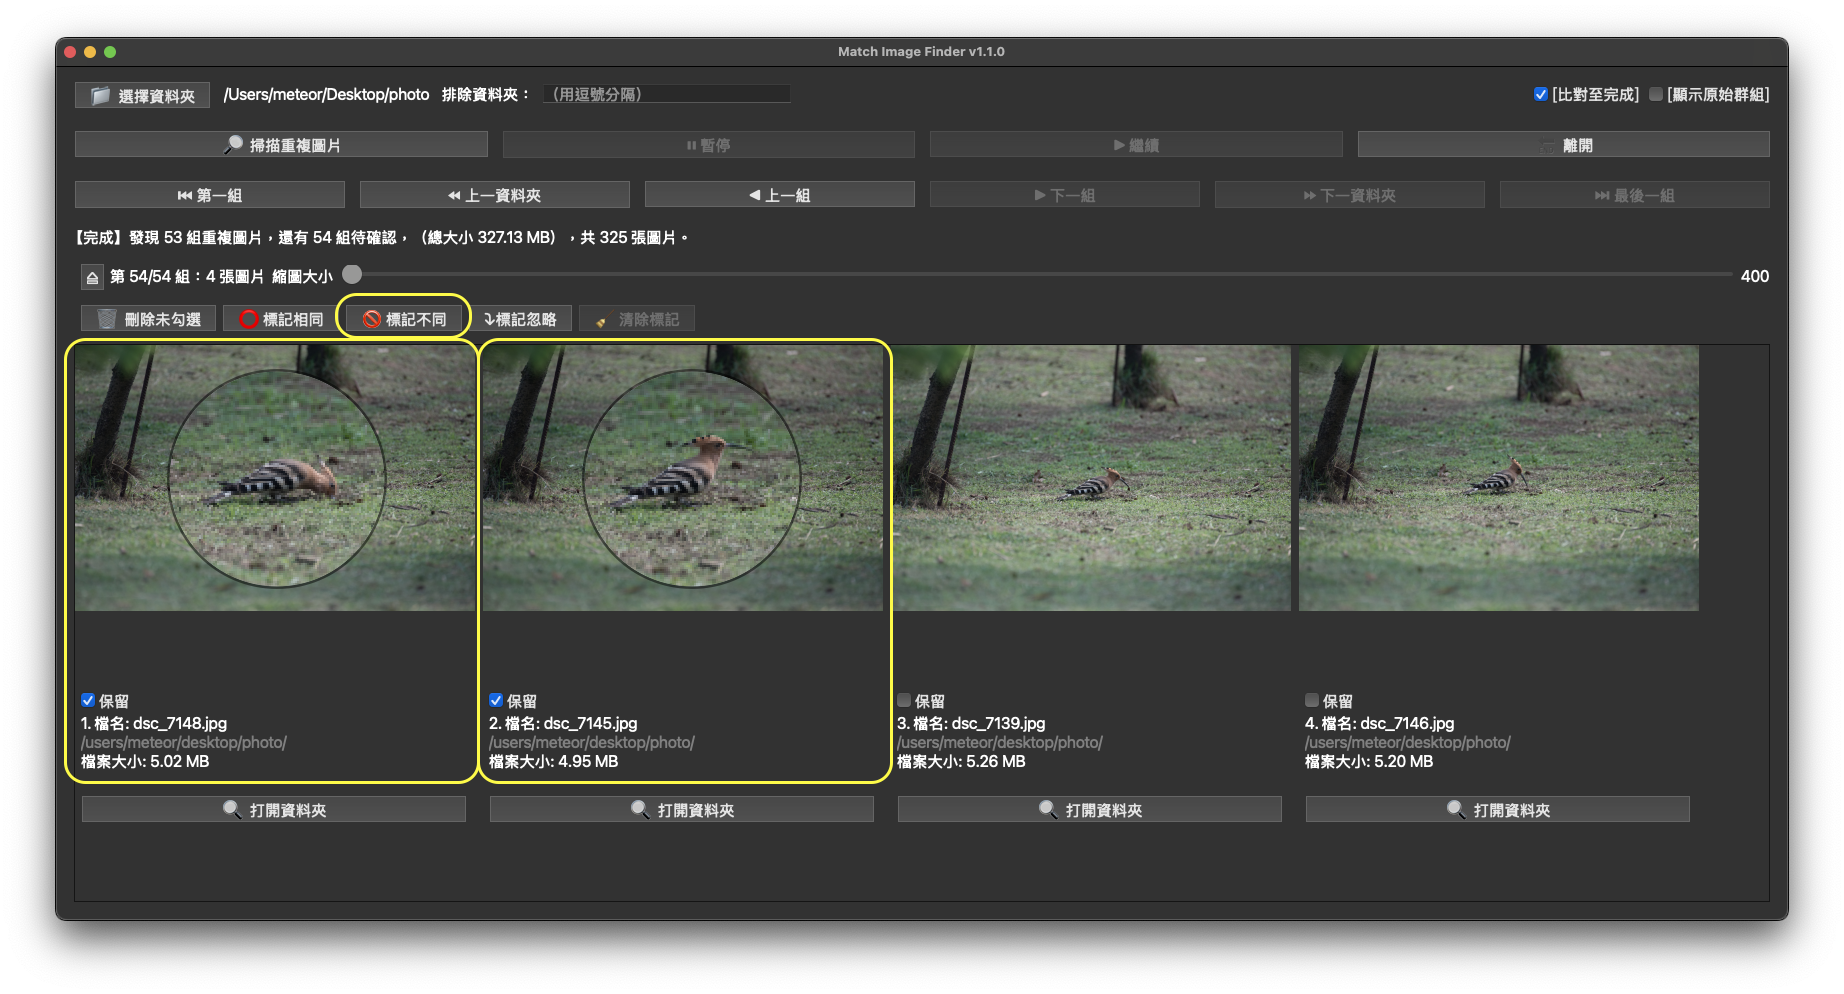 Match Image Finder v1.1.0
選擇資料夾 /Users/meteor/Desktop/photo 排除資料夾： （用逗號分隔） [比對至完成] [顯示原始群組]
掃描重複圖片 暫停 繼續 離開
第一組 上一資料夾 上一組 下一組 下一資料夾 最後一組
【完成】發現 53 組重複圖片，還有 54 組待確認，（總大小 327.13 MB），共 325 張圖片。
第 54/54 組：4 張圖片 縮圖大小 400
刪除未勾選 標記相同 標記不同 標記忽略 清除標記
保留 保留 保留 保留
1. 檔名: dsc_7148.jpg 2. 檔名: dsc_7145.jpg 3. 檔名: dsc_7139.jpg 4. 檔名: dsc_7146.jpg
/users/meteor/desktop/photo/ /users/meteor/desktop/photo/ /users/meteor/desktop/photo/ /users/meteor/desktop/photo/
檔案大小: 5.02 MB 檔案大小: 4.95 MB 檔案大小: 5.26 MB 檔案大小: 5.20 MB
打開資料夾 打開資料夾 打開資料夾 打開資料夾